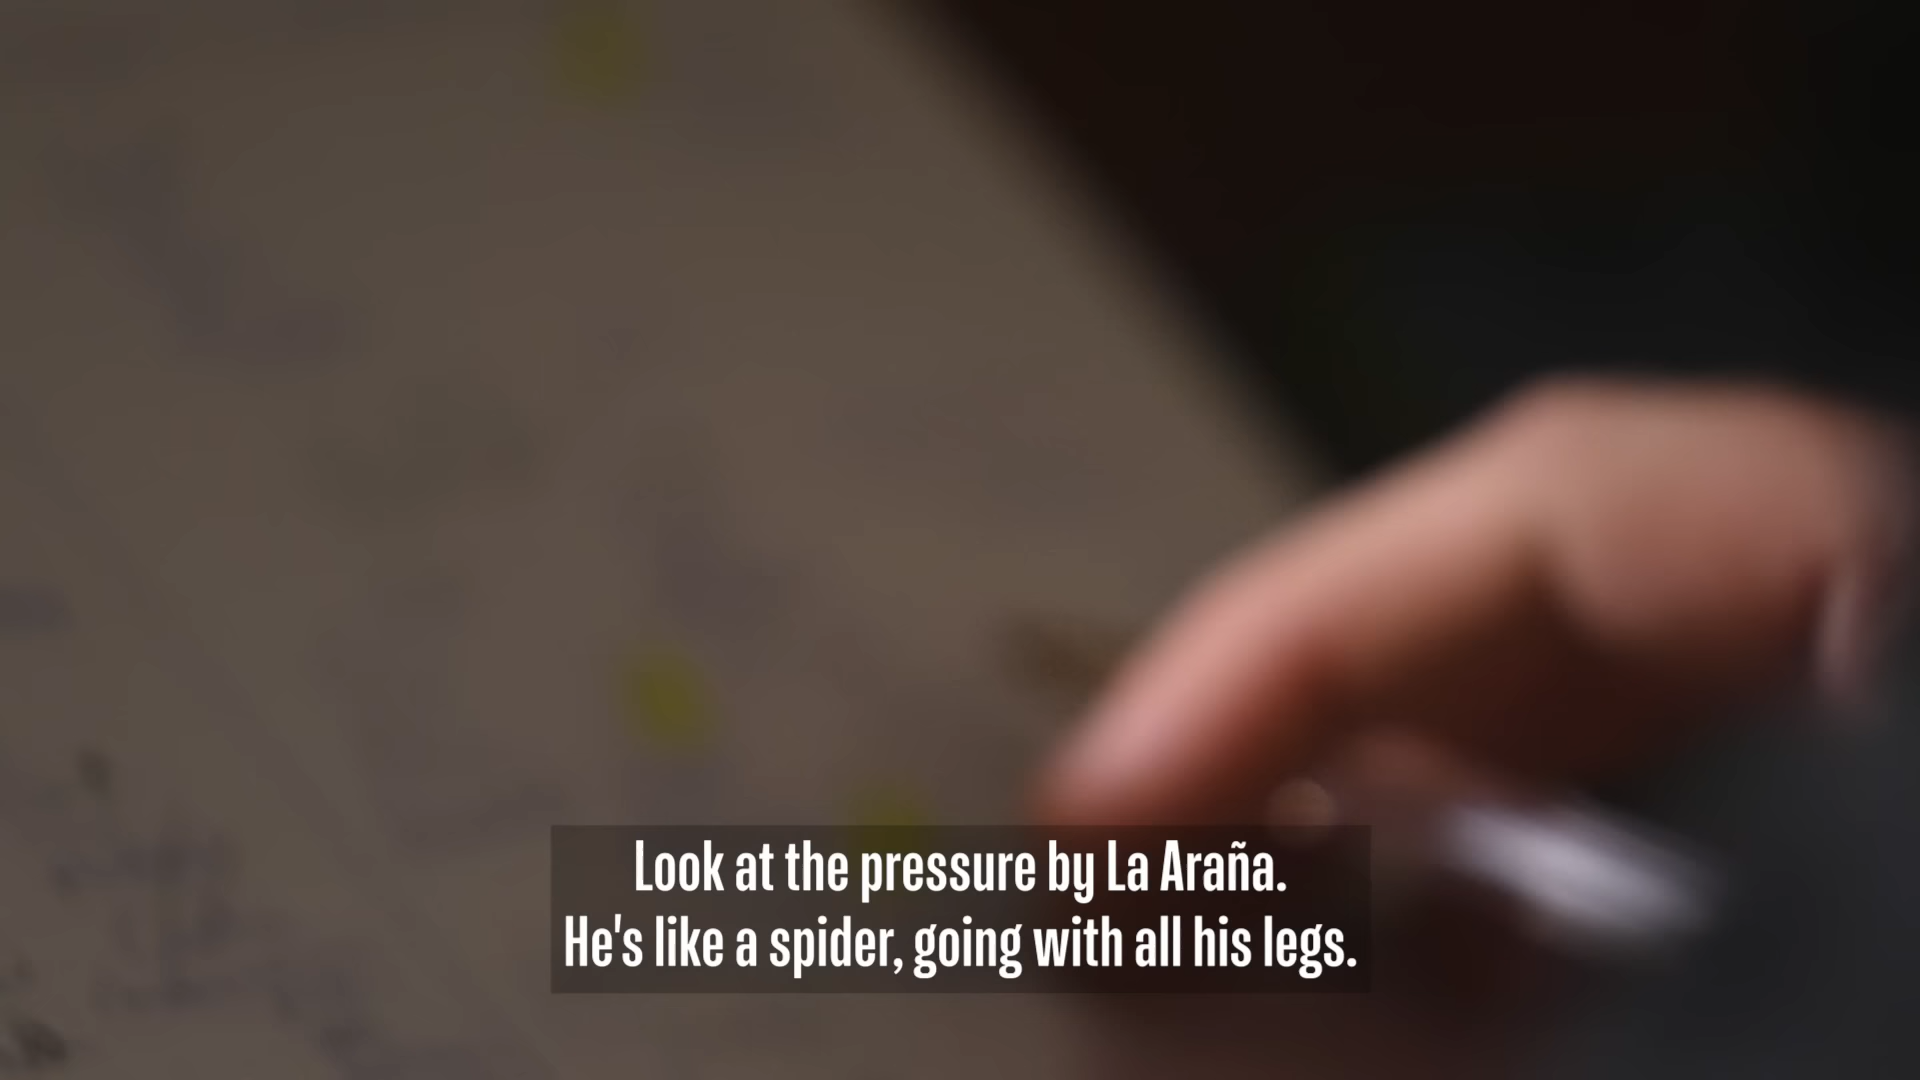 Look at the pressure by La Araña.
He's like a spider, going with all his legs.